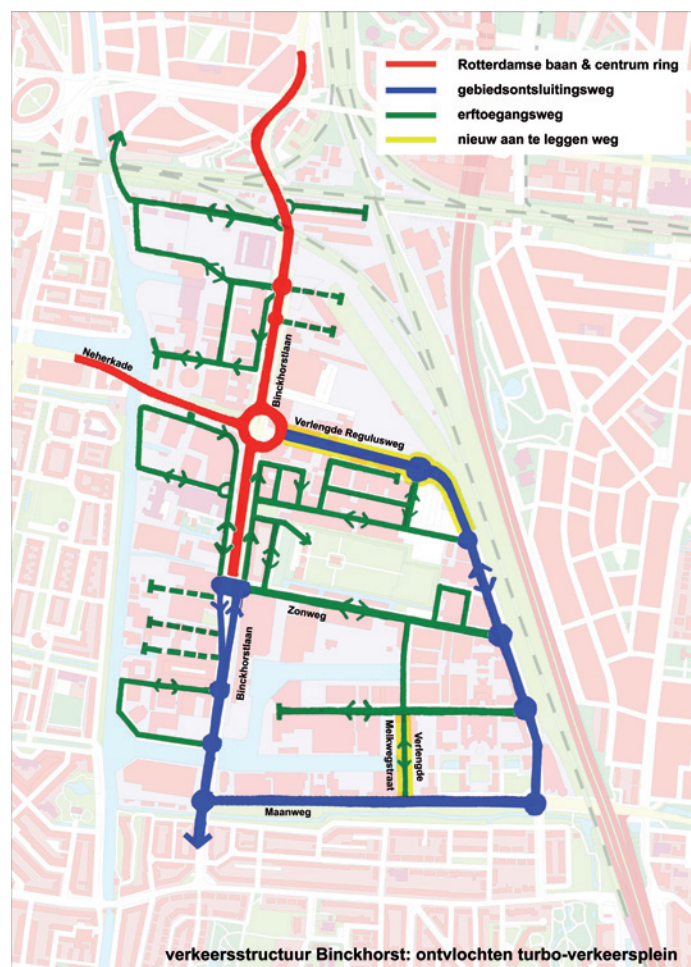 Rotterdamse baan & centrum ring
gebiedsontsluitingsweg
erftoegangsweg
nieuw aan te leggen weg
Neherkade
Binckhorstlaan
Verlengde Regulusweg
Zonweg
Binckhorstlaan
Verlengde
Melkwegstraat
Maanweg
verkeersstructuur Binckhorst: ontvlochten turbo-verkeersplein